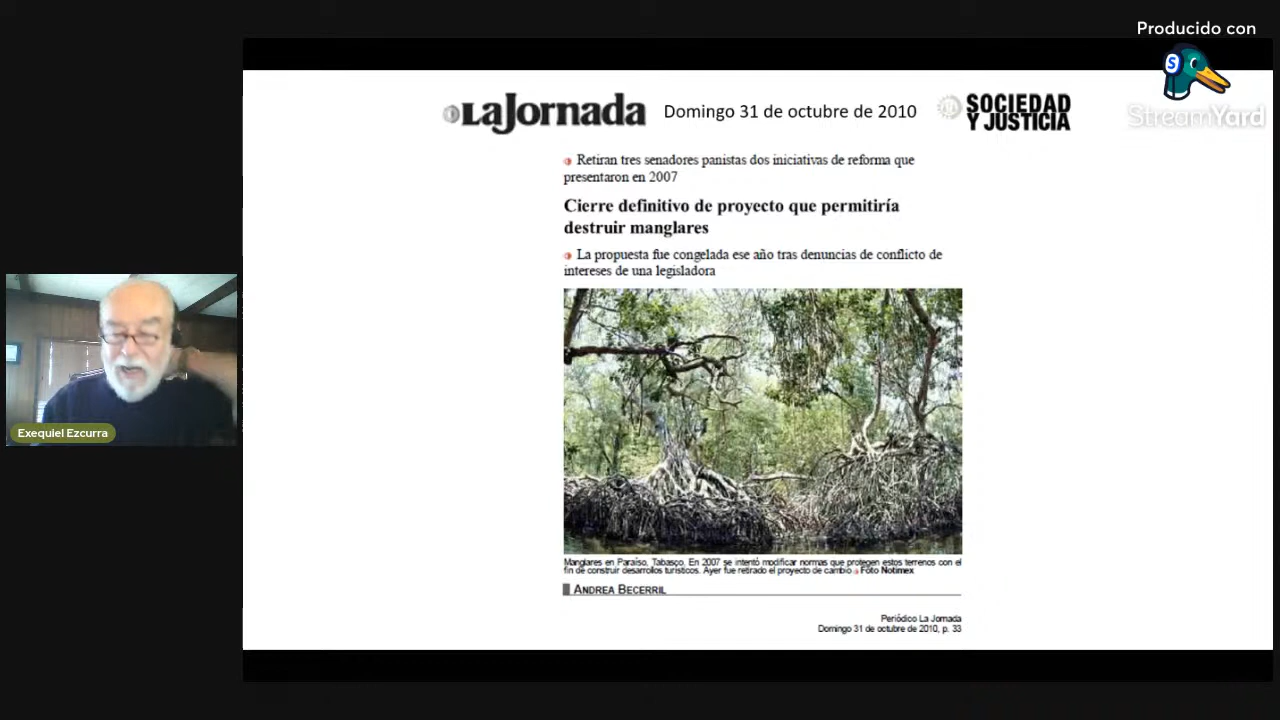 Producido con
StreamYard
LaJornada Domingo 31 de octubre de 2010 SOCIEDAD
Y JUSTICIA
Retiran tres senadores panistas dos iniciativas de reforma que
presentaron en 2007
Cierre definitivo de proyecto que permitiría
destruir manglares
La propuesta fue congelada ese año tras denuncias de conflicto de
intereses de una legisladora
Manglares en Paraíso, Tabasco. En 2007 se intentó modificar normas que protegen estos terrenos con el
fin de construir desarrollos turísticos. Ayer fue retirado el proyecto de cambio Foto Notimex
ANDREA BECERRIL
Periódico La Jornada
Domingo 31 de octubre de 2010, p. 33
Exequiel Ezcurra